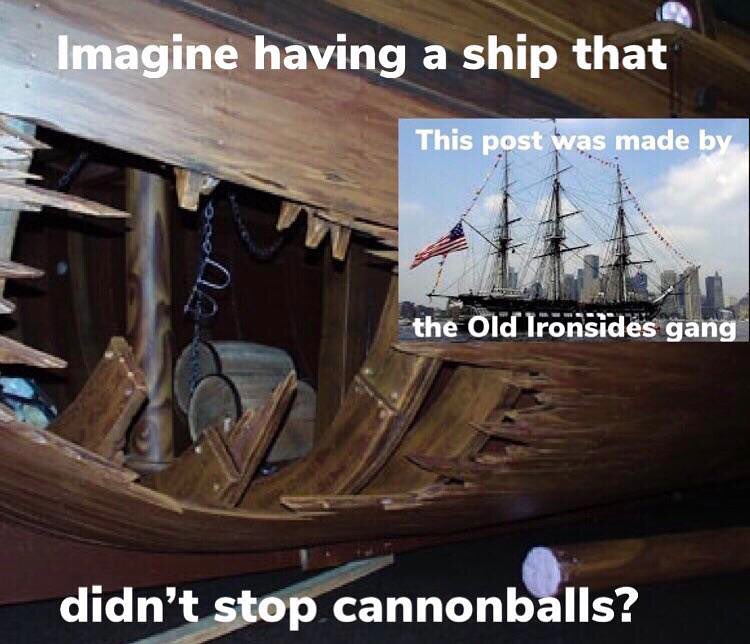 Imagine having a ship that
This post was made by
the Old Ironsides gang
didn't stop cannonballs?